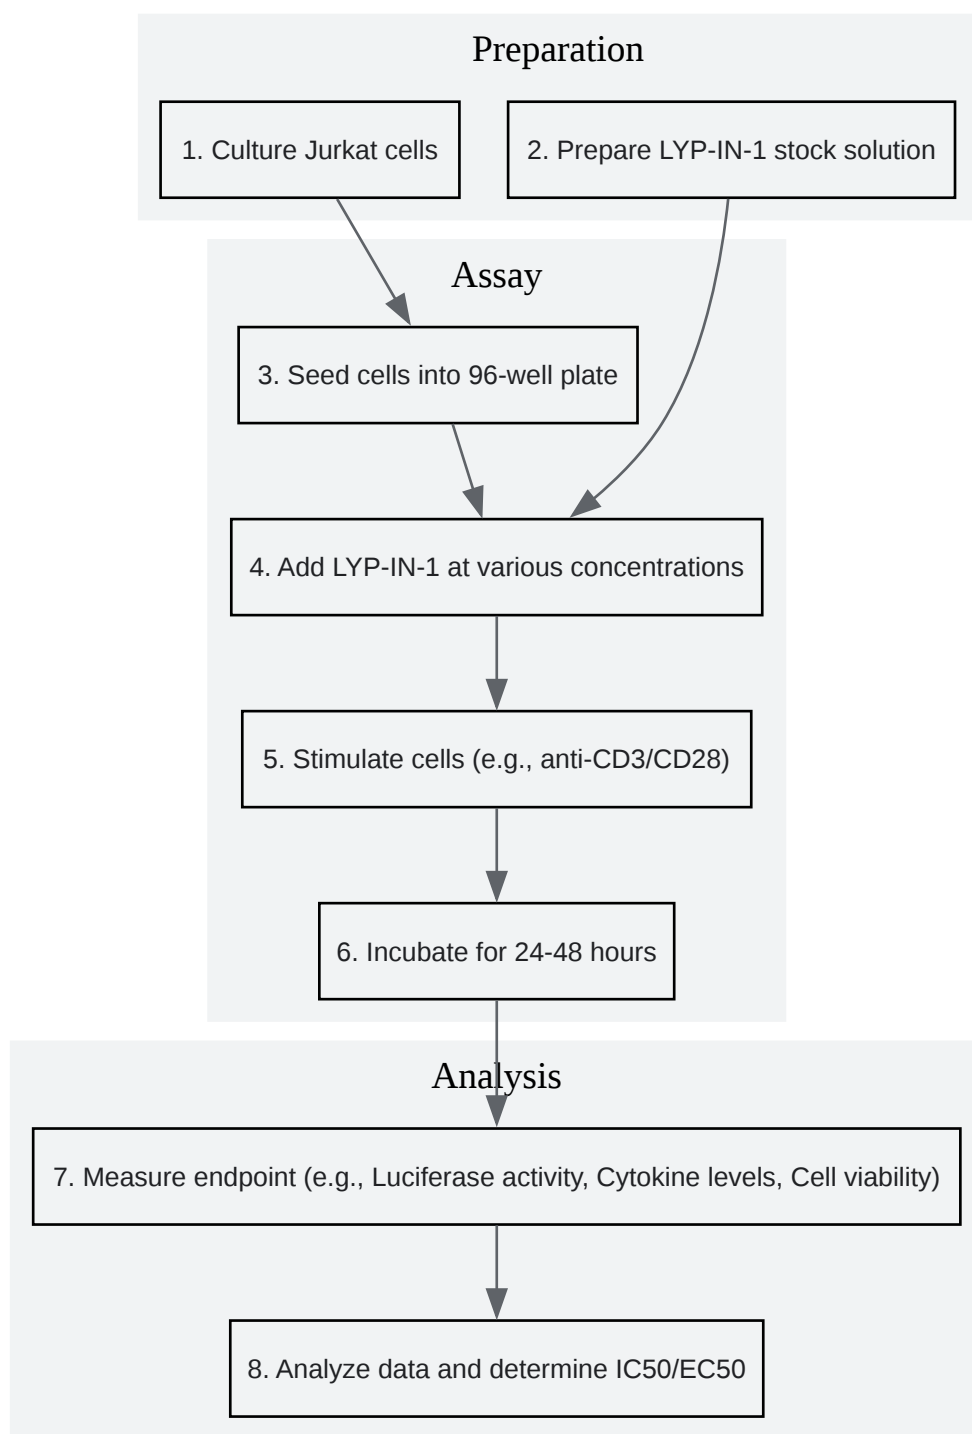 Preparation
1. Culture Jurkat cells
2. Prepare LYP-IN-1 stock solution
Assay
3. Seed cells into 96-well plate
4. Add LYP-IN-1 at various concentrations
5. Stimulate cells (e.g., anti-CD3/CD28)
6. Incubate for 24-48 hours
Analysis
7. Measure endpoint (e.g., Luciferase activity, Cytokine levels, Cell viability)
8. Analyze data and determine IC50/EC50